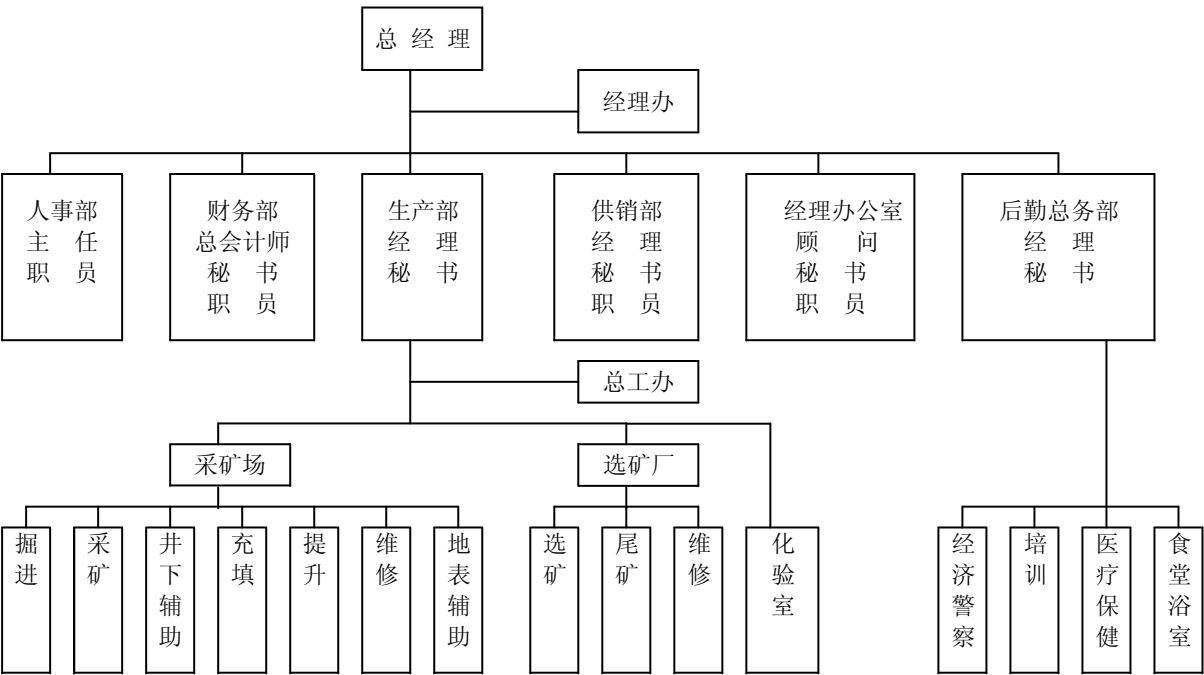 总 经 理
经理办
人事部
主 任
职 员
财务部
总会计师
秘 书
职 员
生产部
经 理
秘 书
供销部
经 理
秘 书
职 员
经理办公室
顾 问
秘 书
职 员
后勤总务部
经 理
秘 书
总工办
采矿场
选矿厂
掘进
采矿
井下辅助
充填
提升
维修
地表辅助
选矿
尾矿
维修
化验室
经济警察
培训
医疗保健
食堂浴室